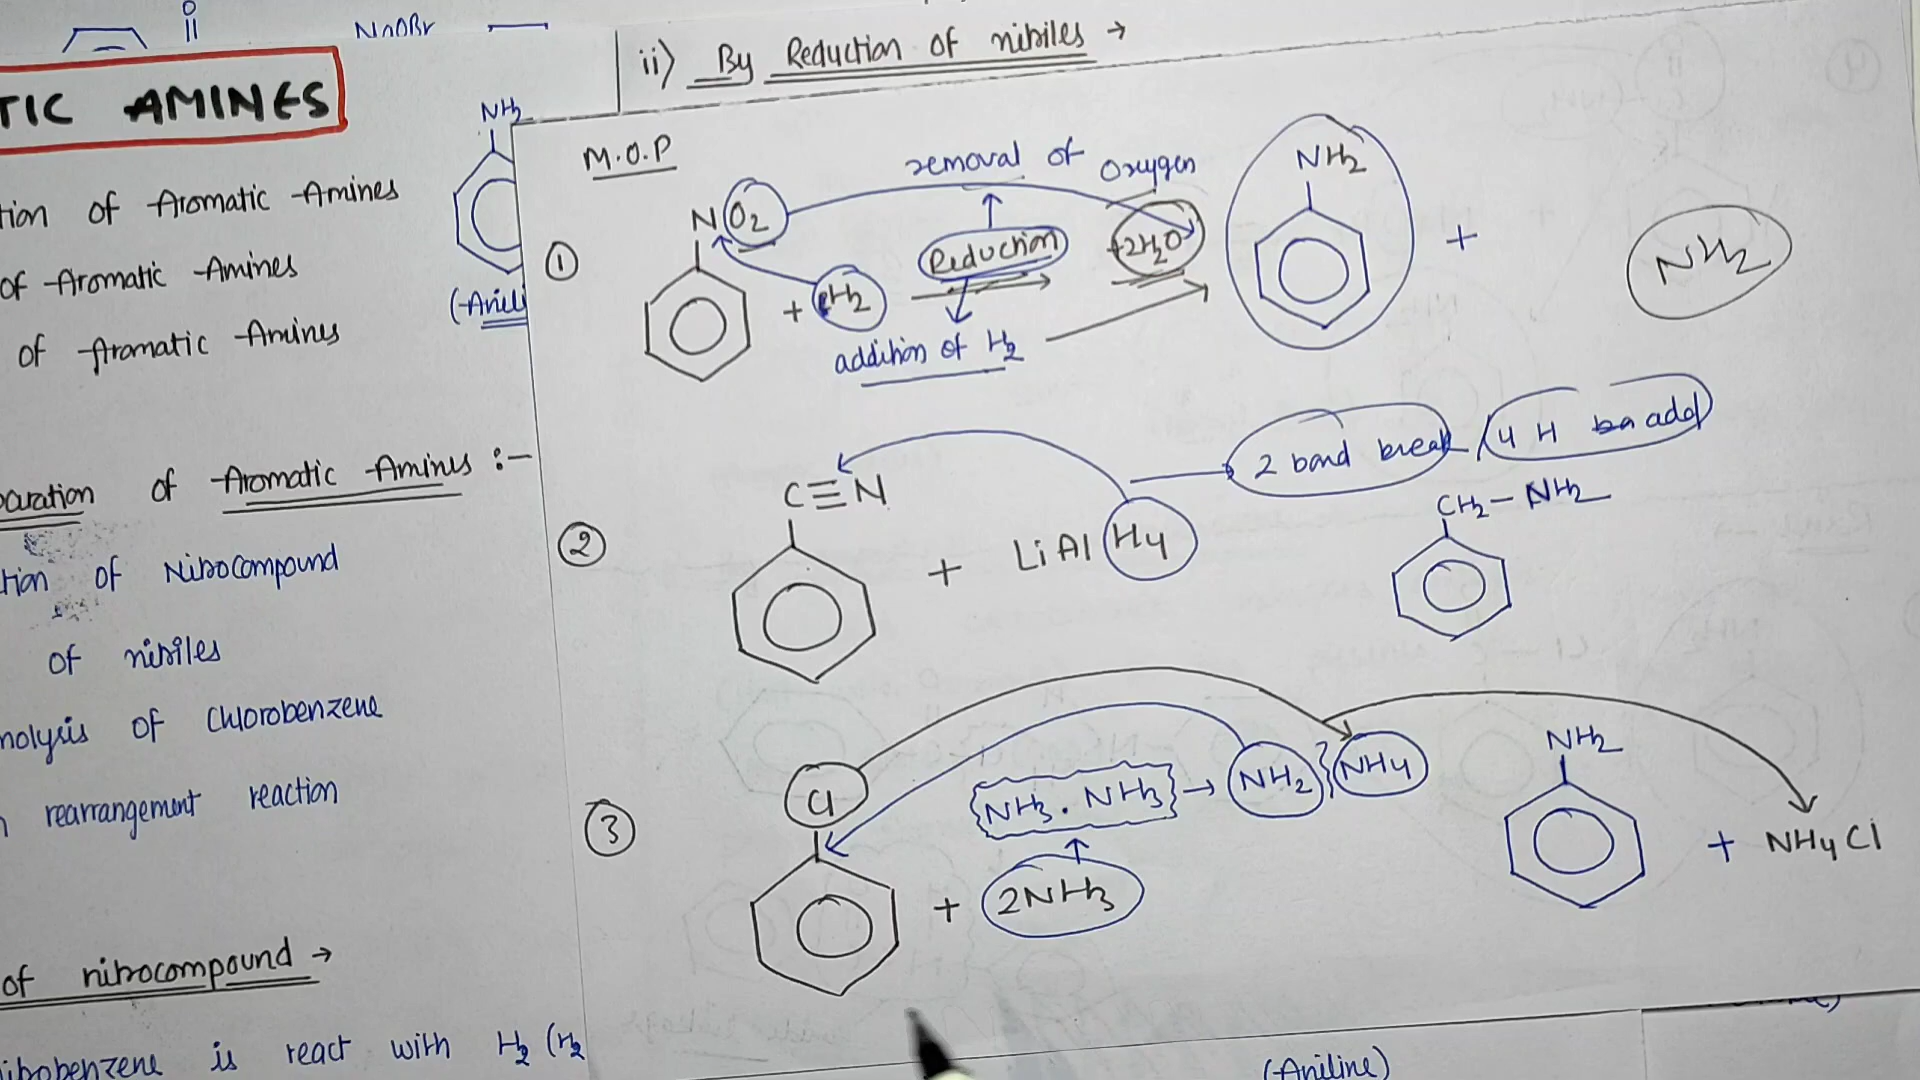 O
NaOBr
TIC AMINES
tion of Aromatic Amines
of Aromatic Amines
of Aromatic Amines
NH2
(Anili
of Aromatic Amines :-
tion of Nitrocompound
of nitriles
nolysis of Chlorobenzene
n rearrangement reaction
of nitrocompound →
itrobenzene is react with H2 (H2
ii) By Reduction of nitriles →
M.O.P
removal of oxygen
① NO2 + H2 Reduction +2H2O NH2 + NH2
addition of H2
2 bond break 4 H ka add
② C≡N + LiAlH4 CH2-NH2
③ Cl NH3. NH3 → NH2 NH4 NH2 + NH4Cl
+ 2NH3
(Aniline)